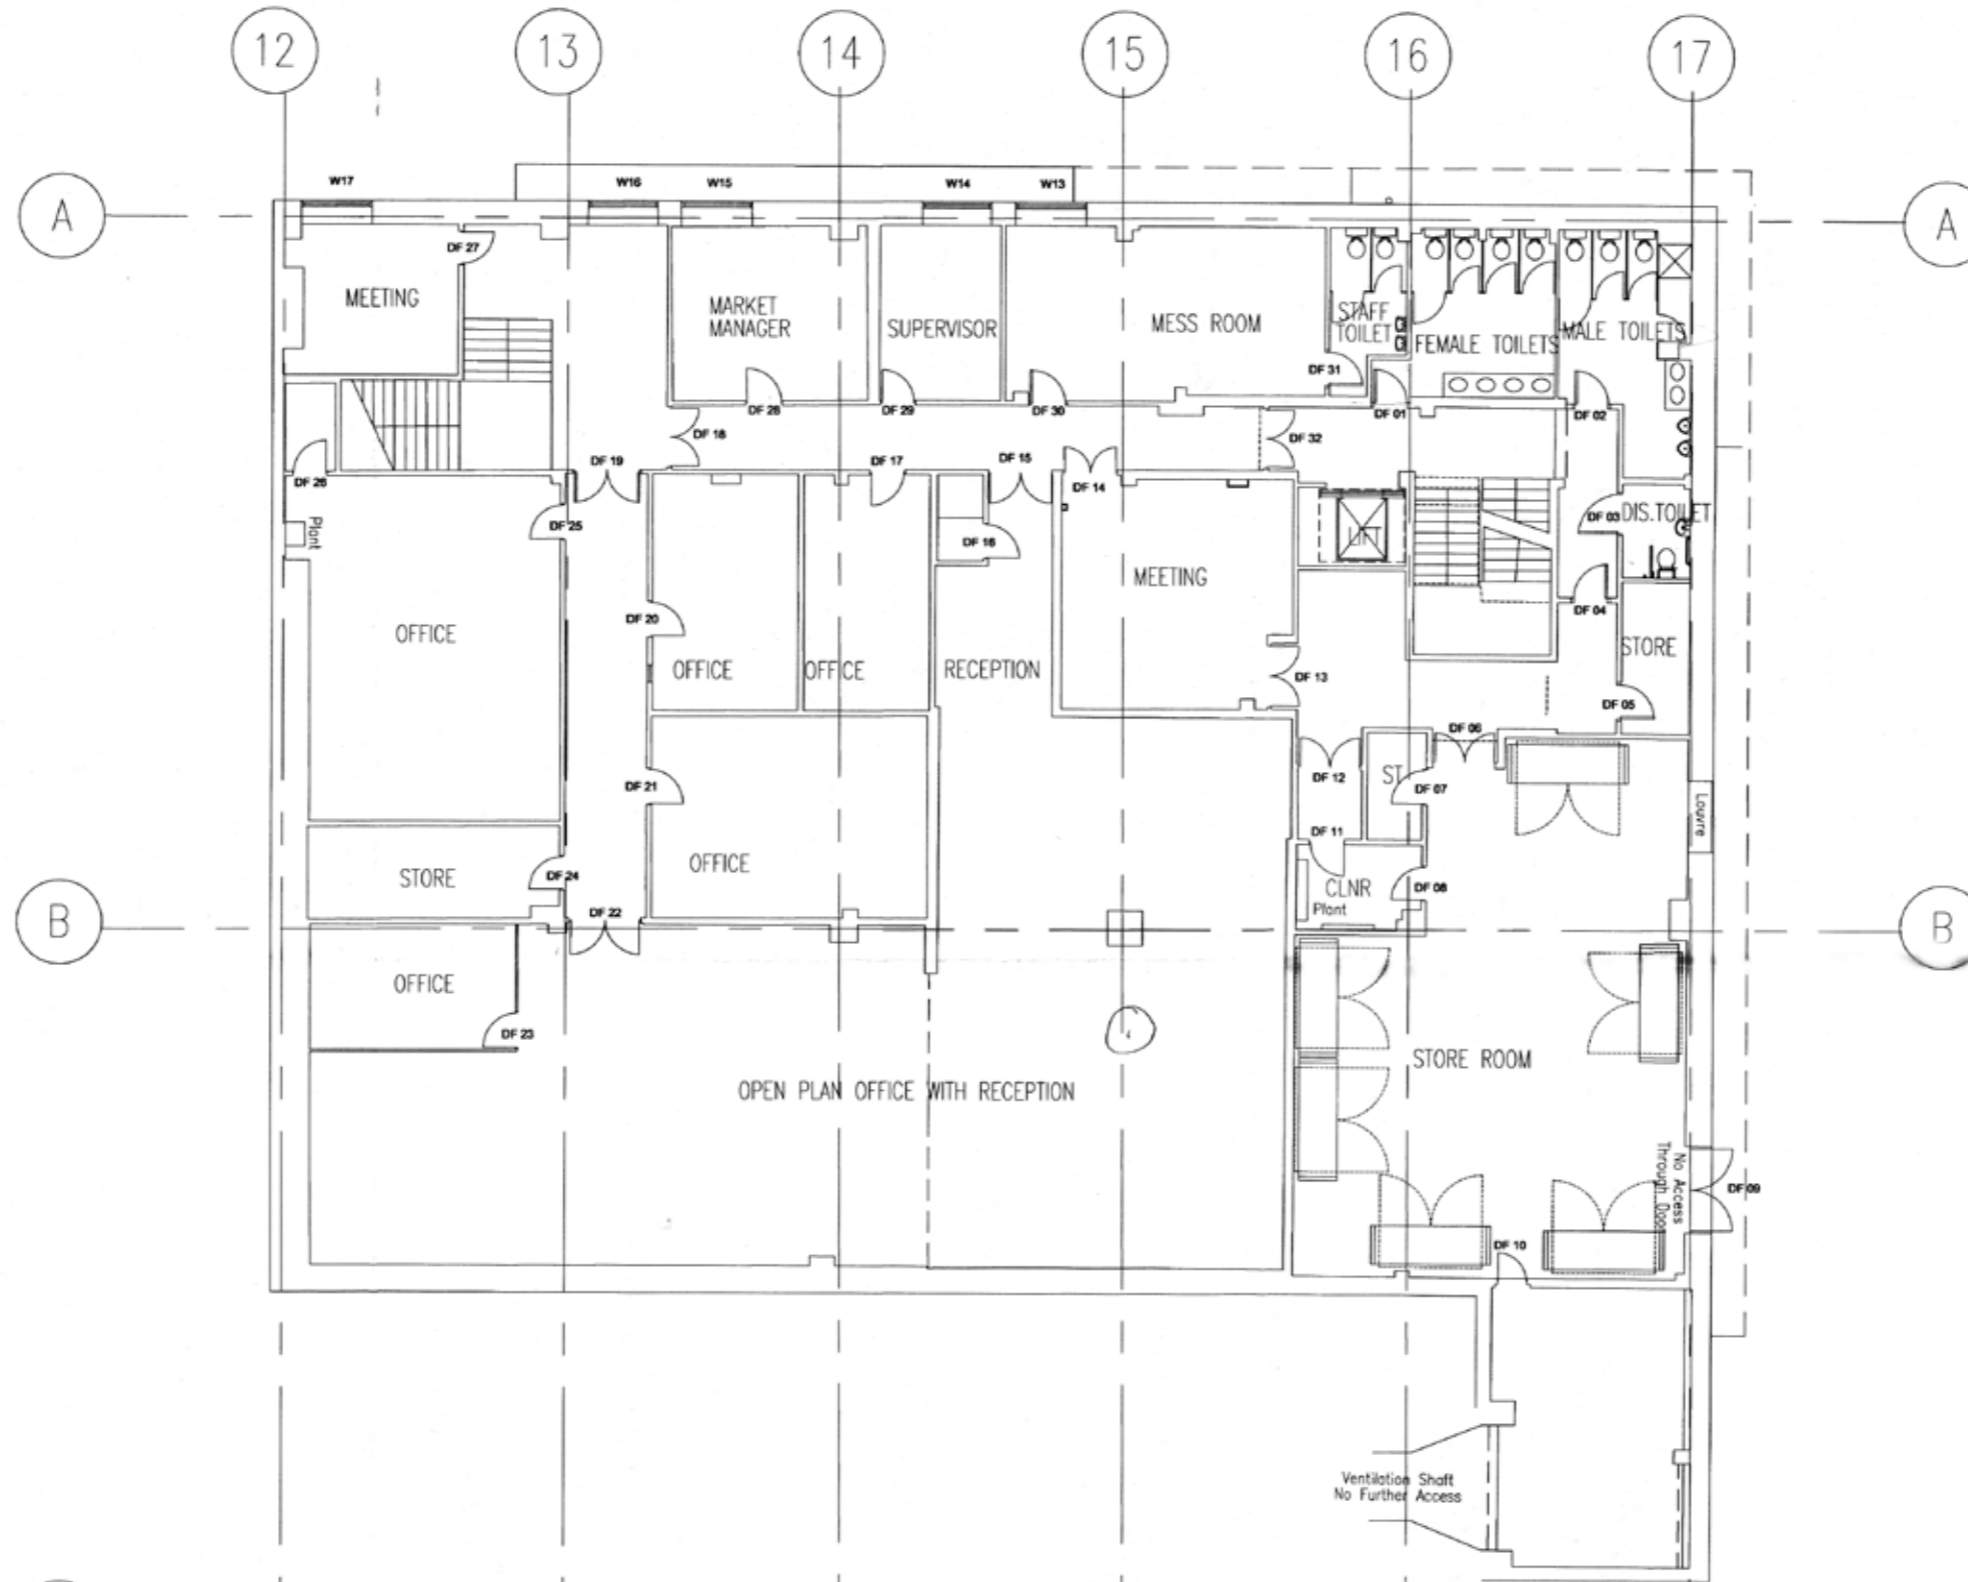 12
13
14
15
16
17
W17
W16
W15
W14
W13
A
A
DF 27
MEETING
MARKET
MANAGER
SUPERVISOR
MESS ROOM
STAFF
TOILET
FEMALE TOILETS
MALE TOILETS
DF 31
DF 28
DF 29
DF 30
DF 01
DF 02
DF 18
DF 32
DF 19
DF 17
DF 15
DF 14
DF 26
DF 25
Plant
DF 16
LIFT
DF 03
DIS.TOILET
MEETING
DF 20
DF 04
OFFICE
OFFICE
OFFICE
RECEPTION
STORE
DF 13
DF 05
DF 06
DF 21
DF 12
ST
DF 07
Louvre
DF 11
OFFICE
STORE
DF 24
CLNR
Plant
DF 08
DF 22
B
B
OFFICE
DF 23
STORE ROOM
OPEN PLAN OFFICE WITH RECEPTION
No Access
Through Door
DF 09
DF 10
Ventilation Shaft
No Further Access